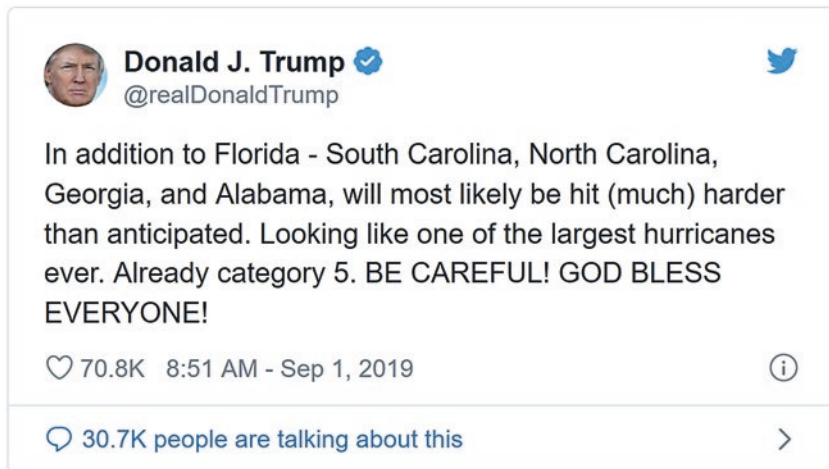 Donald J. Trump
@realDonaldTrump
In addition to Florida - South Carolina, North Carolina,
Georgia, and Alabama, will most likely be hit (much) harder
than anticipated. Looking like one of the largest hurricanes
ever. Already category 5. BE CAREFUL! GOD BLESS
EVERYONE!
70.8K 8:51 AM - Sep 1, 2019
30.7K people are talking about this